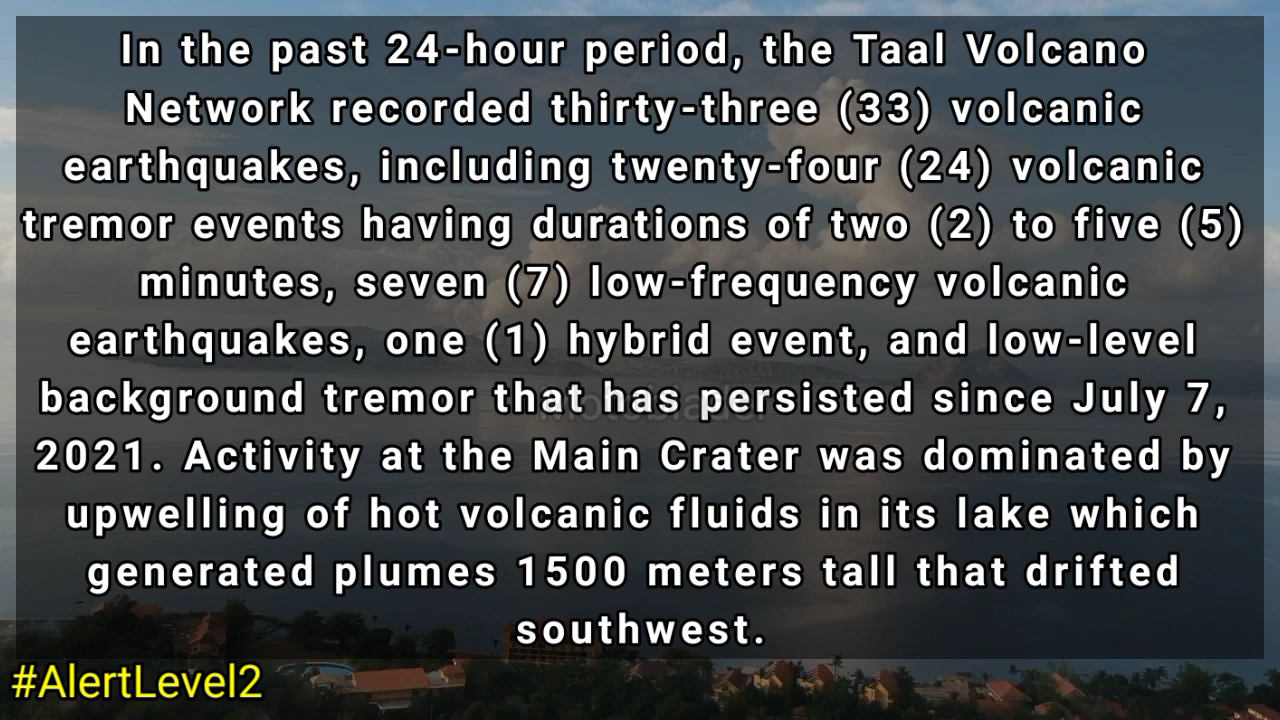 In the past 24-hour period, the Taal Volcano
Network recorded thirty-three (33) volcanic
earthquakes, including twenty-four (24) volcanic
tremor events having durations of two (2) to five (5)
minutes, seven (7) low-frequency volcanic
earthquakes, one (1) hybrid event, and low-level
background tremor that has persisted since July 7,
2021. Activity at the Main Crater was dominated by
upwelling of hot volcanic fluids in its lake which
generated plumes 1500 meters tall that drifted
southwest.
#AlertLevel2